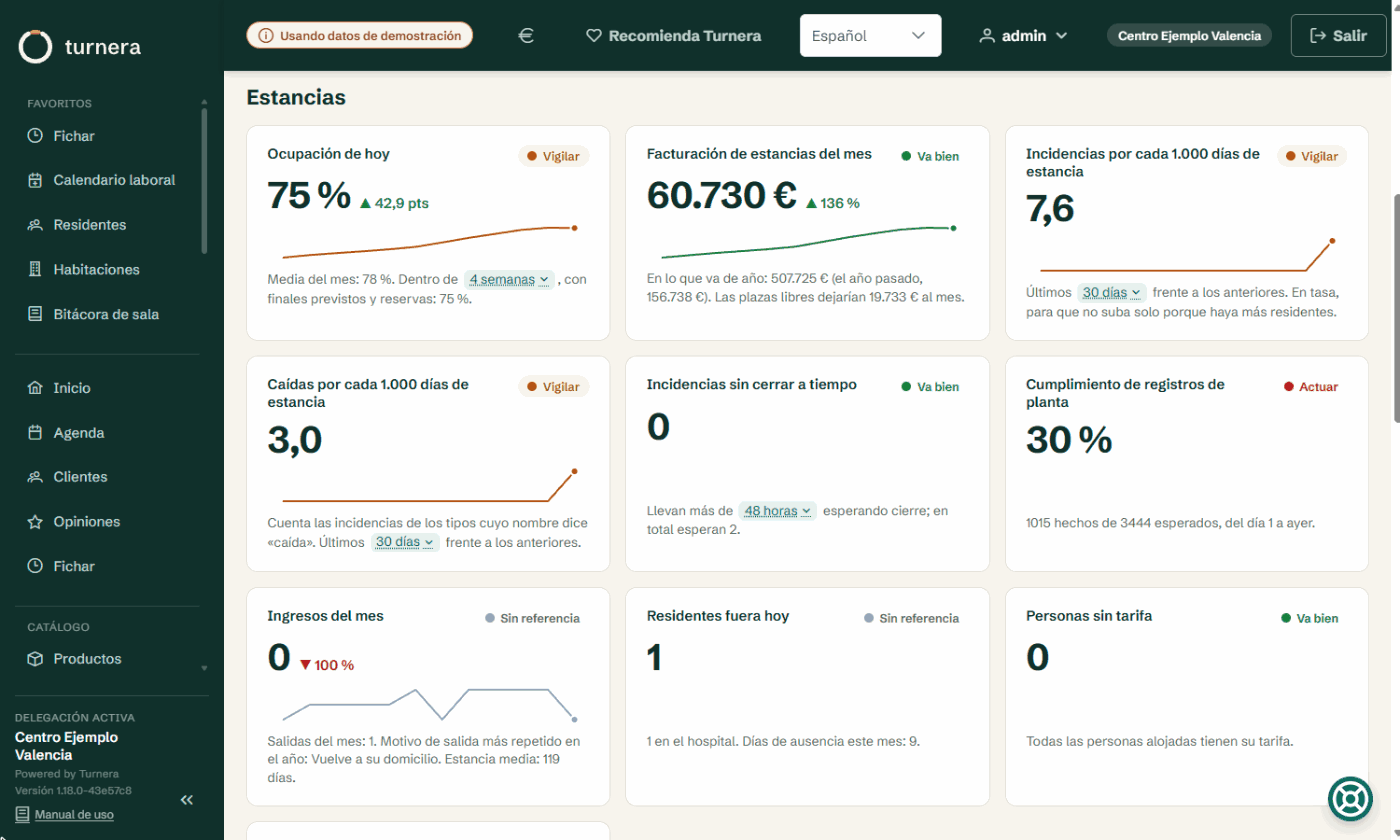 turnera
Usando datos de demostración
€
Recomienda Turnera
Español
admin
Centro Ejemplo Valencia
Salir
FAVORITOS
Fichar
Calendario laboral
Residentes
Habitaciones
Bitácora de sala
Inicio
Agenda
Clientes
Opiniones
Fichar
CATÁLOGO
Productos
DELEGACIÓN ACTIVA
Centro Ejemplo
Valencia
Powered by Turnera
Versión 1.18.0-43e57c8
Manual de uso
Estancias
Ocupación de hoy
Vigilar
75 % ▲ 42,9 pts
Media del mes: 78 %. Dentro de 4 semanas , con
finales previstos y reservas: 75 %.
Facturación de estancias del mes
Va bien
60.730 € ▲ 136 %
En lo que va de año: 507.725 € (el año pasado,
156.738 €). Las plazas libres dejarían 19.733 € al mes.
Incidencias por cada 1.000 días de
estancia
Vigilar
7,6
Últimos 30 días frente a los anteriores. En tasa,
para que no suba solo porque haya más residentes.
Caídas por cada 1.000 días de
estancia
Vigilar
3,0
Cuenta las incidencias de los tipos cuyo nombre dice
«caída». Últimos 30 días frente a los anteriores.
Incidencias sin cerrar a tiempo
Va bien
0
Llevan más de 48 horas esperando cierre; en
total esperan 2.
Cumplimiento de registros de
planta
Actuar
30 %
1015 hechos de 3444 esperados, del día 1 a ayer.
Ingresos del mes
Sin referencia
0 ▼ 100 %
Salidas del mes: 1. Motivo de salida más repetido en
el año: Vuelve a su domicilio. Estancia media: 119
días.
Residentes fuera hoy
Sin referencia
1
1 en el hospital. Días de ausencia este mes: 9.
Personas sin tarifa
Va bien
0
Todas las personas alojadas tienen su tarifa.